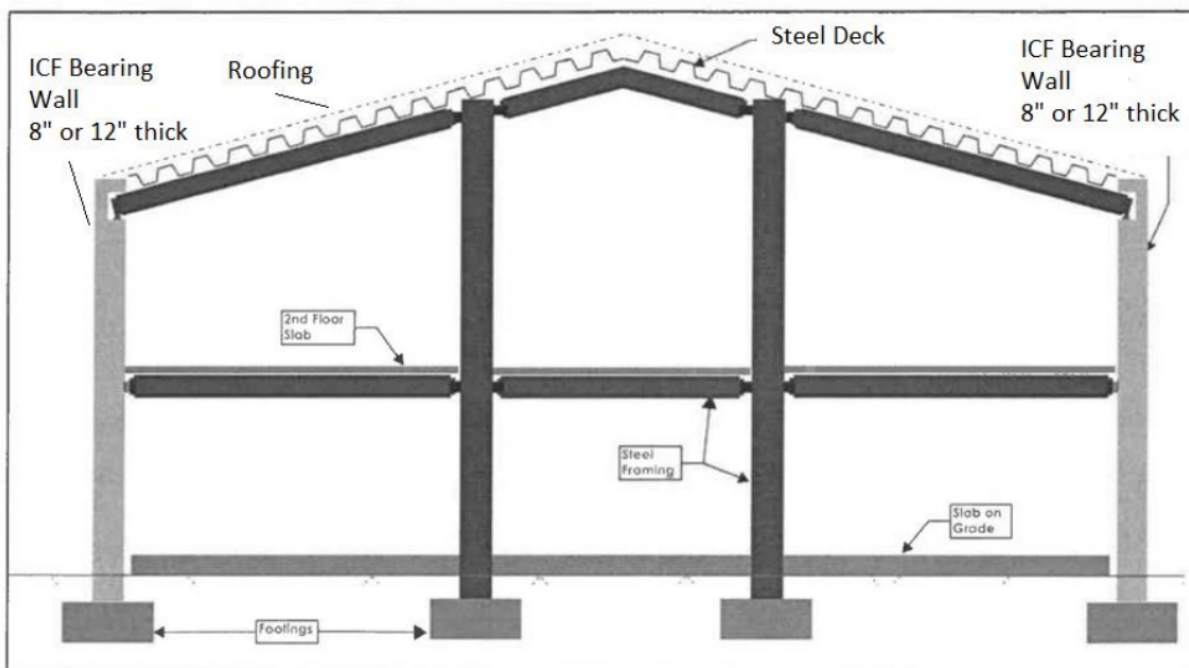 ICF Bearing
Wall
8" or 12" thick
Roofing
Steel Deck
ICF Bearing
Wall
8" or 12" thick
2nd Floor
Slab
Steel
Framing
Slab on
Grade
Footings